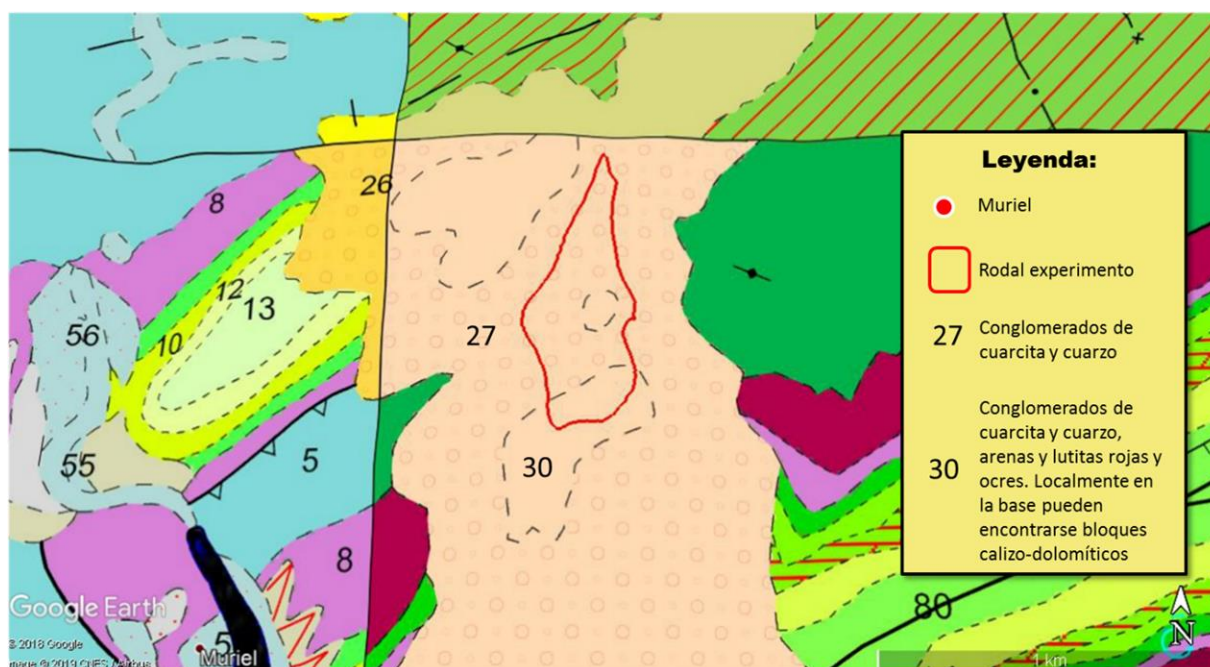 8
26
12
13
10
56
27
55
5
30
8
80
5
Leyenda:
Muriel
Rodal experimento
27
Conglomerados de
cuarcita y cuarzo
30
Conglomerados de
cuarcita y cuarzo,
arenas y lutitas rojas y
ocres. Localmente en
la base pueden
encontrarse bloques
calizo-dolomíticos
Google Earth
© 2018 Google
Muriel
1 km
N